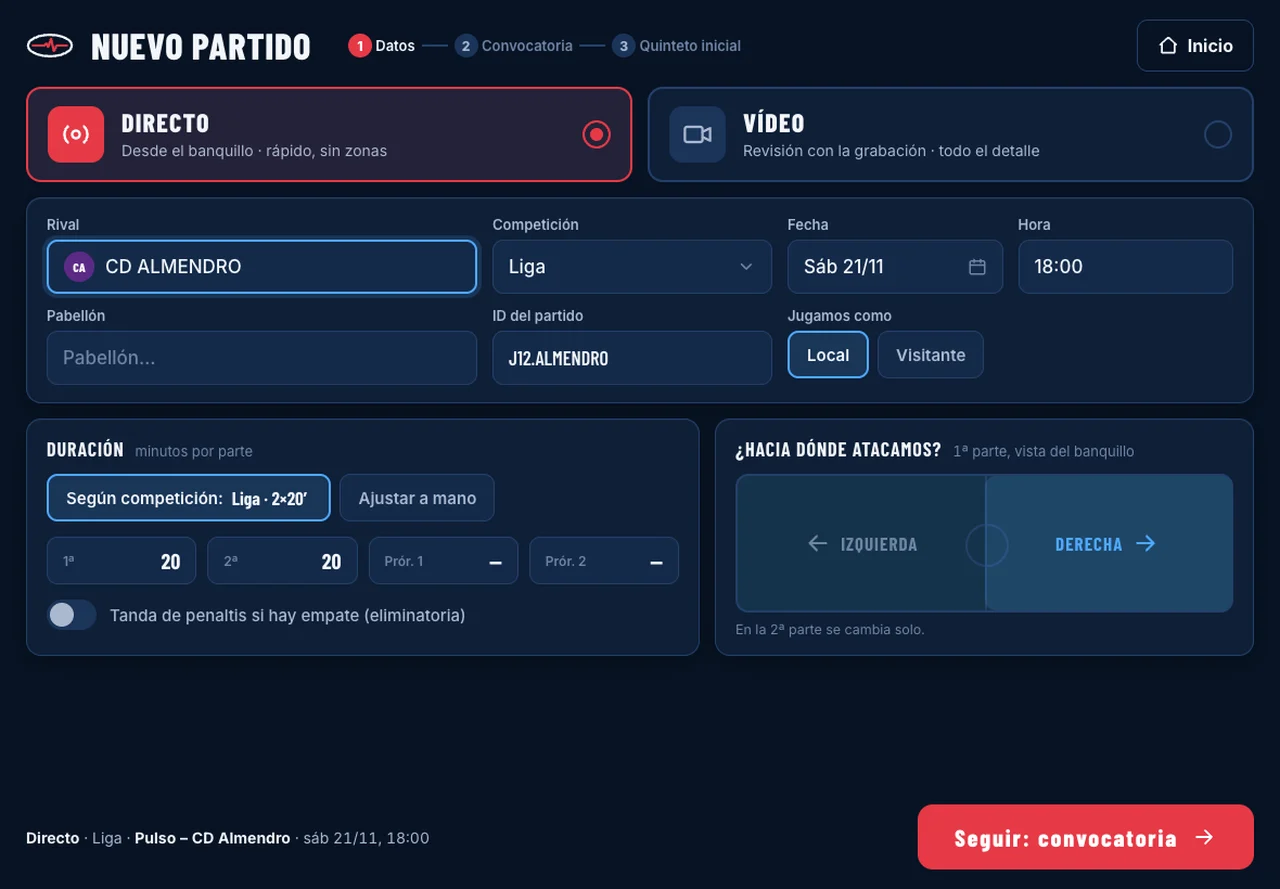 NUEVO PARTIDO
1 Datos
2 Convocatoria
3 Quinteto inicial
Inicio
DIRECTO
Desde el banquillo · rápido, sin zonas
VÍDEO
Revisión con la grabación · todo el detalle
Rival
CA CD ALMENDRO
Competición
Liga
Fecha
Sáb 21/11
Hora
18:00
Pabellón
Pabellón...
ID del partido
J12.ALMENDRO
Jugamos como
Local
Visitante
DURACIÓN minutos por parte
Según competición: Liga · 2×20′
Ajustar a mano
1ª 20
2ª 20
Prór. 1 –
Prór. 2 –
Tanda de penaltis si hay empate (eliminatoria)
¿HACIA DÓNDE ATACAMOS? 1ª parte, vista del banquillo
← IZQUIERDA
DERECHA →
En la 2ª parte se cambia solo.
Directo · Liga · Pulso – CD Almendro · sáb 21/11, 18:00
Seguir: convocatoria →